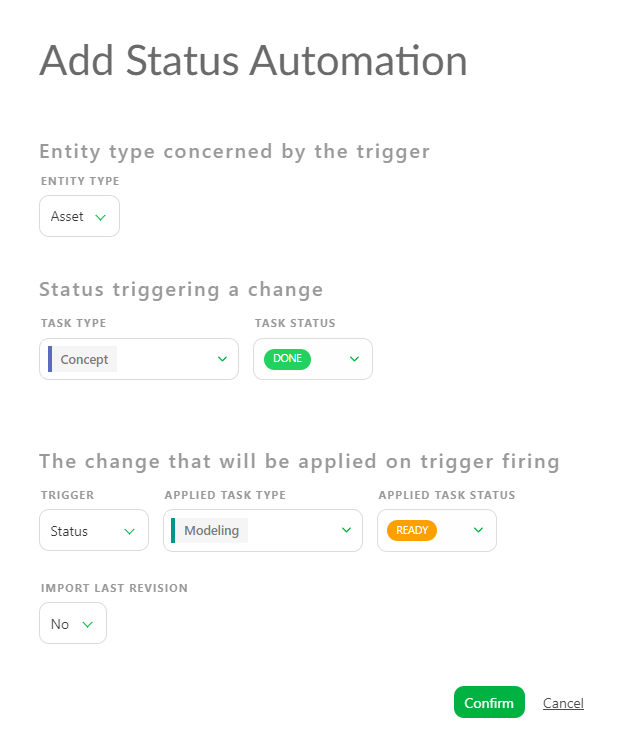 Add Status Automation
Entity type concerned by the trigger
ENTITY TYPE
Asset
Status triggering a change
TASK TYPE TASK STATUS
Concept DONE
The change that will be applied on trigger firing
TRIGGER APPLIED TASK TYPE APPLIED TASK STATUS
Status Modeling READY
IMPORT LAST REVISION
No
Confirm Cancel